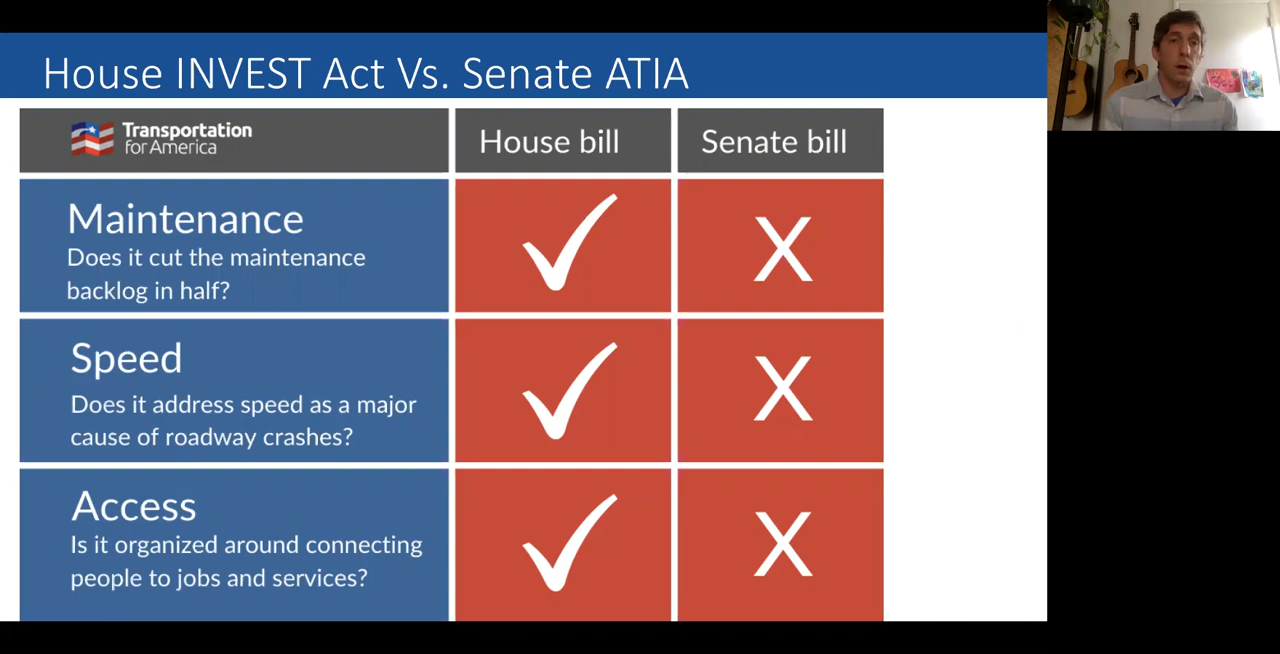 House INVEST Act Vs. Senate ATIA
Transportation
for America
House bill
Senate bill
Maintenance
Does it cut the maintenance
backlog in half?
X
Speed
Does it address speed as a major
cause of roadway crashes?
X
Access
Is it organized around connecting
people to jobs and services?
X